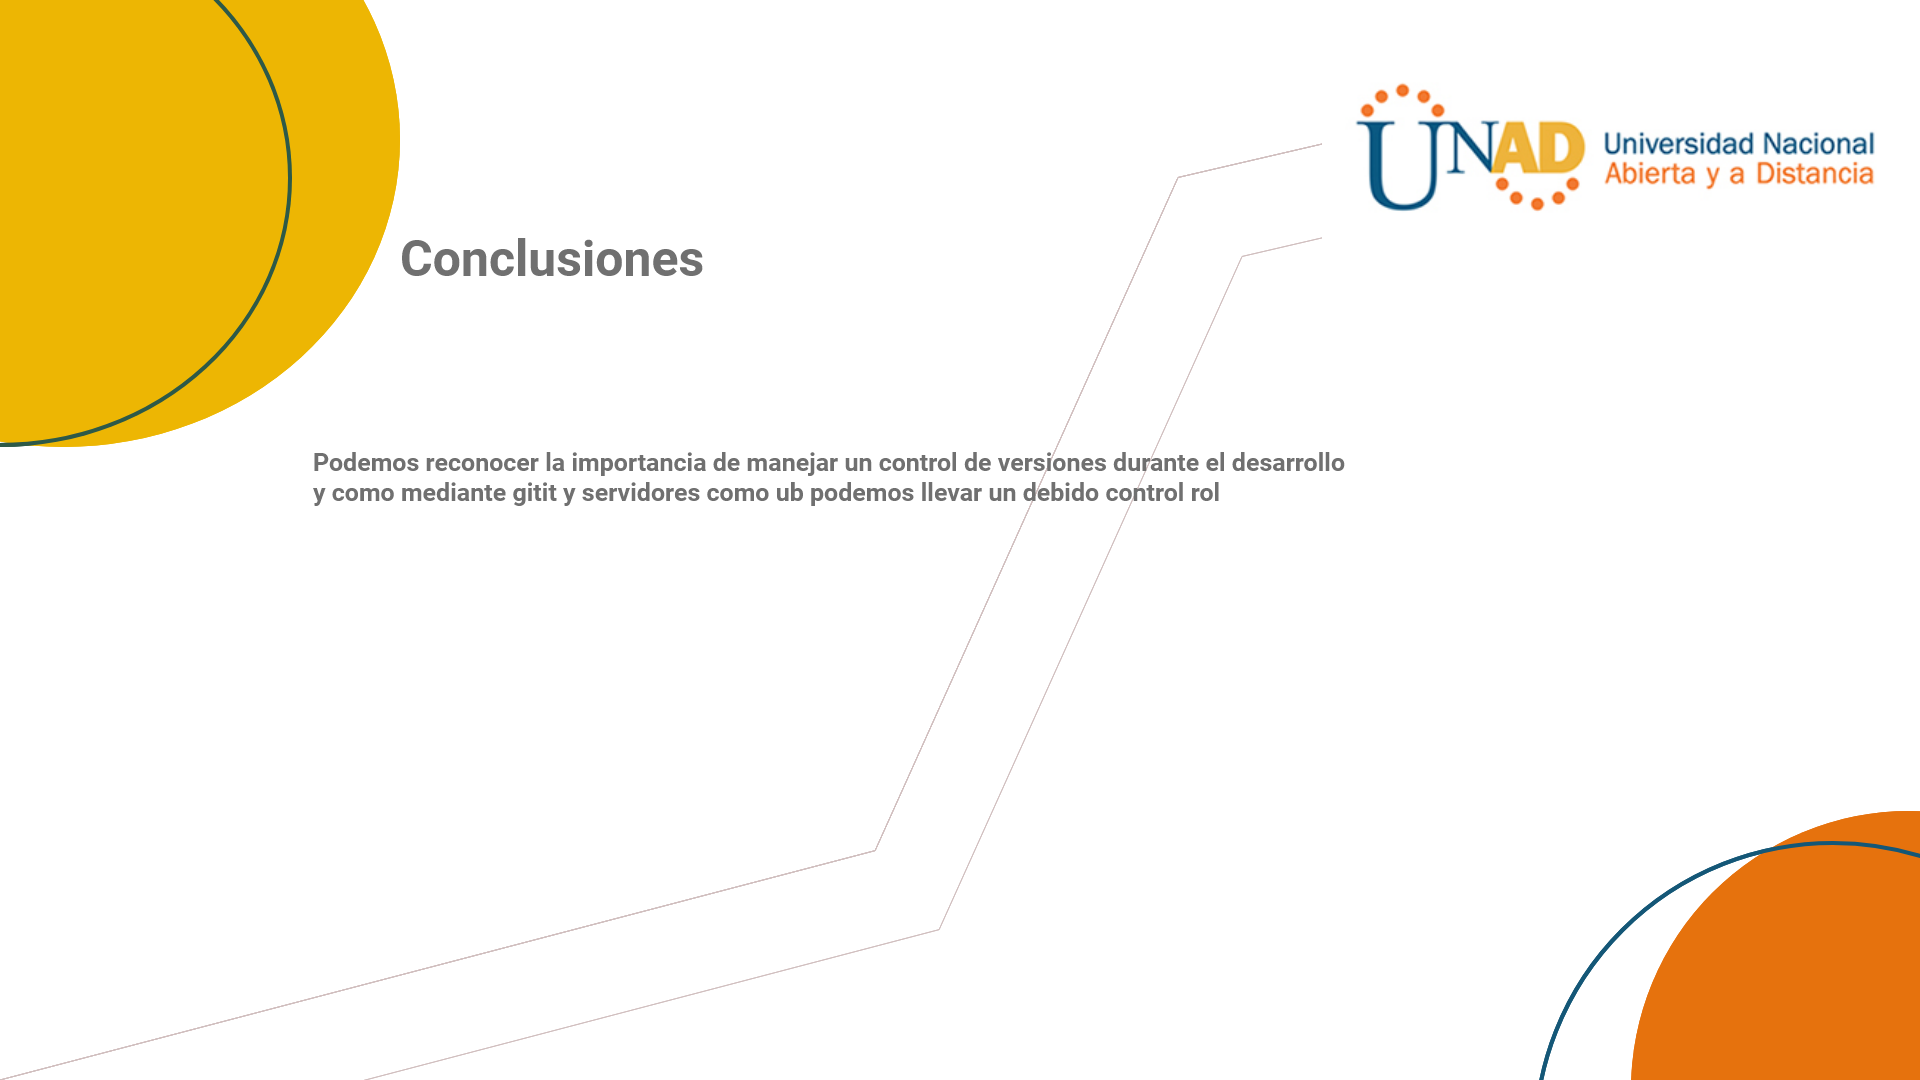 UNAD
Universidad Nacional
Abierta y a Distancia
Conclusiones
Podemos reconocer la importancia de manejar un control de versiones durante el desarrollo
y como mediante gitit y servidores como ub podemos llevar un debido control rol